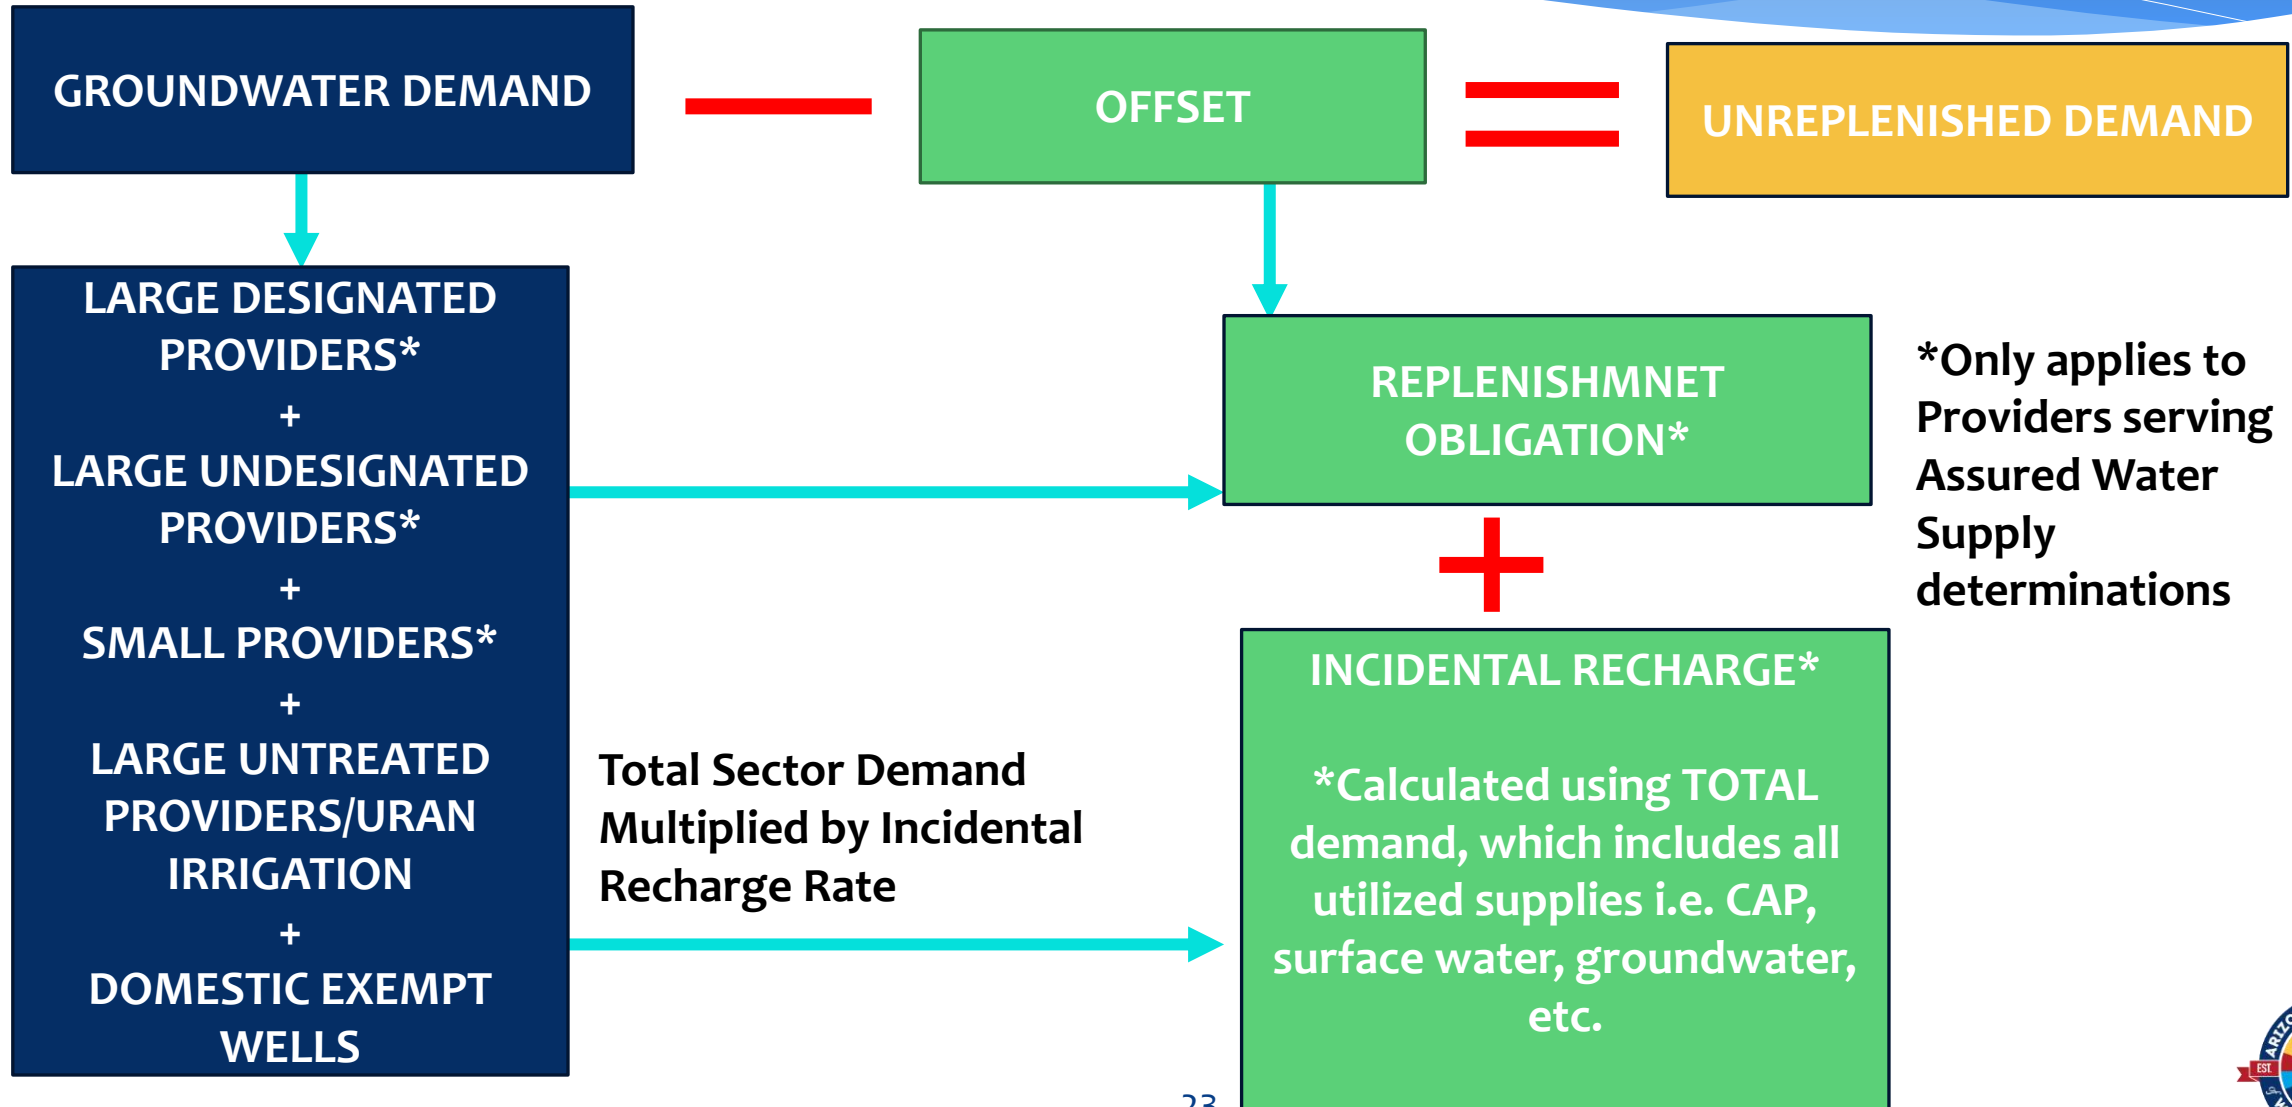 GROUNDWATER DEMAND
OFFSET
UNREPLENISHED DEMAND
LARGE DESIGNATED
PROVIDERS*
+
LARGE UNDESIGNATED
PROVIDERS*
+
SMALL PROVIDERS*
+
LARGE UNTREATED
PROVIDERS/URAN
IRRIGATION
+
DOMESTIC EXEMPT
WELLS
Total Sector Demand
Multiplied by Incidental
Recharge Rate
REPLENISHMNET
OBLIGATION*
INCIDENTAL RECHARGE*
*Calculated using TOTAL
demand, which includes all
utilized supplies i.e. CAP,
surface water, groundwater,
etc.
*Only applies to
Providers serving
Assured Water
Supply
determinations
23
EST.